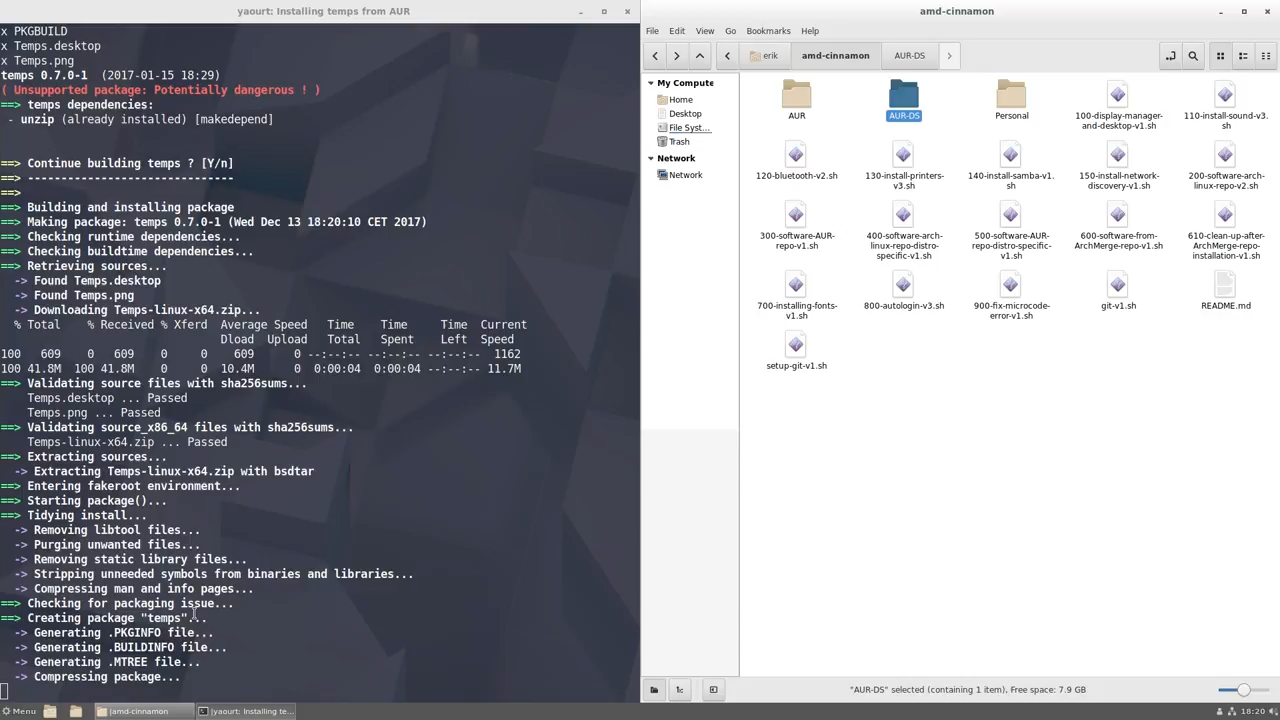 yaourt: Installing temps from AUR
x PKGBUILD
x Temps.desktop
x Temps.png
temps 0.7.0-1  (2017-01-15 18:29)
( Unsupported package: Potentially dangerous ! )
==> temps dependencies:
 - unzip (already installed) [makedepend]
==> Continue building temps ? [Y/n]
==> -------------------------------
==>
==> Building and installing package
==> Making package: temps 0.7.0-1 (Wed Dec 13 18:20:10 CET 2017)
==> Checking runtime dependencies...
==> Checking buildtime dependencies...
==> Retrieving sources...
  -> Found Temps.desktop
  -> Found Temps.png
  -> Downloading Temps-linux-x64.zip...
  % Total    % Received % Xferd  Average Speed   Time    Time     Time  Current
                                 Dload  Upload   Total   Spent    Left  Speed
100   609    0   609    0     0    609      0 --:--:-- --:--:-- --:--:--  1162
100 41.8M  100 41.8M    0     0  10.4M      0  0:00:04  0:00:04 --:--:-- 11.7M
==> Validating source files with sha256sums...
    Temps.desktop ... Passed
    Temps.png ... Passed
==> Validating source_x86_64 files with sha256sums...
    Temps-linux-x64.zip ... Passed
==> Extracting sources...
  -> Extracting Temps-linux-x64.zip with bsdtar
==> Entering fakeroot environment...
==> Starting package()...
==> Tidying install...
  -> Removing libtool files...
  -> Purging unwanted files...
  -> Removing static library files...
  -> Stripping unneeded symbols from binaries and libraries...
  -> Compressing man and info pages...
==> Checking for packaging issue...
==> Creating package "temps"...
  -> Generating .PKGINFO file...
  -> Generating .BUILDINFO file...
  -> Generating .MTREE file...
  -> Compressing package...
amd-cinnamon
File Edit View Go Bookmarks Help
erik amd-cinnamon AUR-DS
My Compute
Home
Desktop
File Syst...
Trash
Network
Network
AUR
AUR-DS
Personal
100-display-manager-
and-desktop-v1.sh
110-install-sound-v3.
sh
120-bluetooth-v2.sh
130-install-printers-
v3.sh
140-install-samba-v1.
sh
150-install-network-
discovery-v1.sh
200-software-arch-
linux-repo-v2.sh
300-software-AUR-
repo-v1.sh
400-software-arch-
linux-repo-distro-
specific-v1.sh
500-software-AUR-
repo-distro-specific-
v1.sh
600-software-from-
ArchMerge-repo-v1.sh
610-clean-up-after-
ArchMerge-repo-
installation-v1.sh
700-installing-fonts-
v1.sh
800-autologin-v3.sh
900-fix-microcode-
error-v1.sh
git-v1.sh
README.md
setup-git-v1.sh
"AUR-DS" selected (containing 1 item), Free space: 7.9 GB
Menu
[amd-cinnamon
[yaourt: Installing te...
18:20